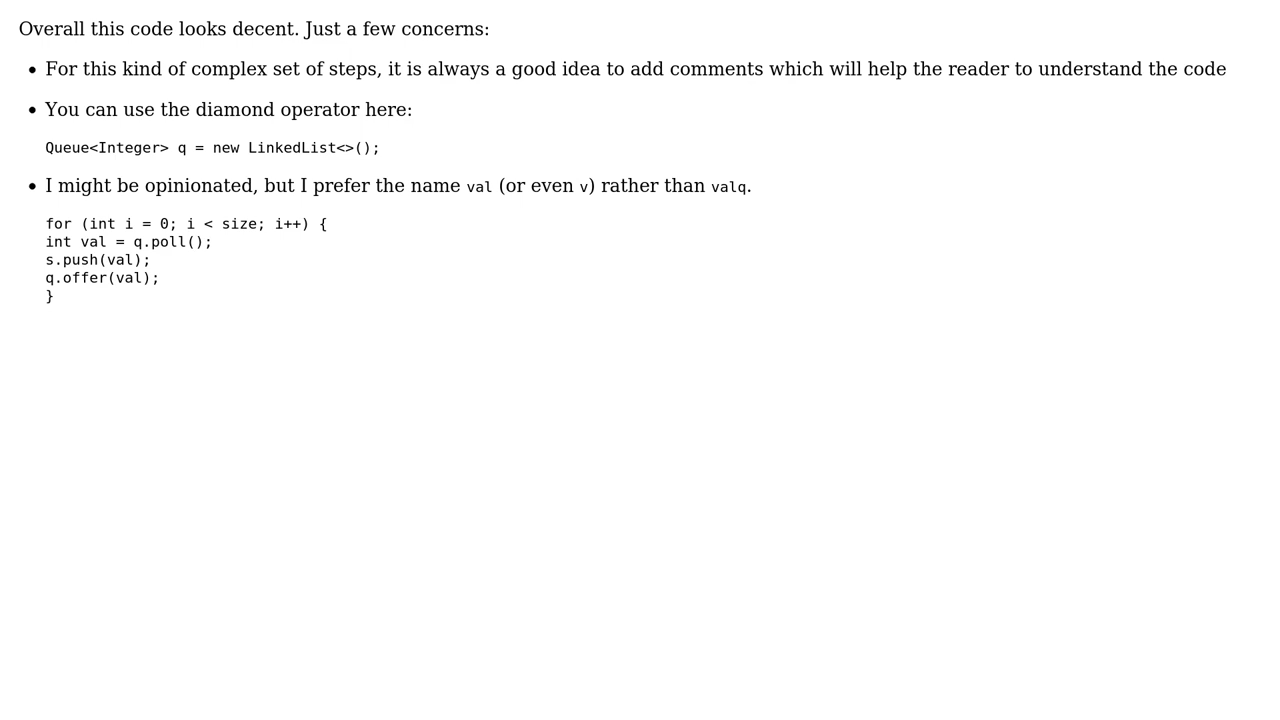 Overall this code looks decent. Just a few concerns:
• For this kind of complex set of steps, it is always a good idea to add comments which will help the reader to understand the code
• You can use the diamond operator here:
Queue<Integer> q = new LinkedList<>();
• I might be opinionated, but I prefer the name val (or even v) rather than valq.
for (int i = 0; i < size; i++) {
int val = q.poll();
s.push(val);
q.offer(val);
}